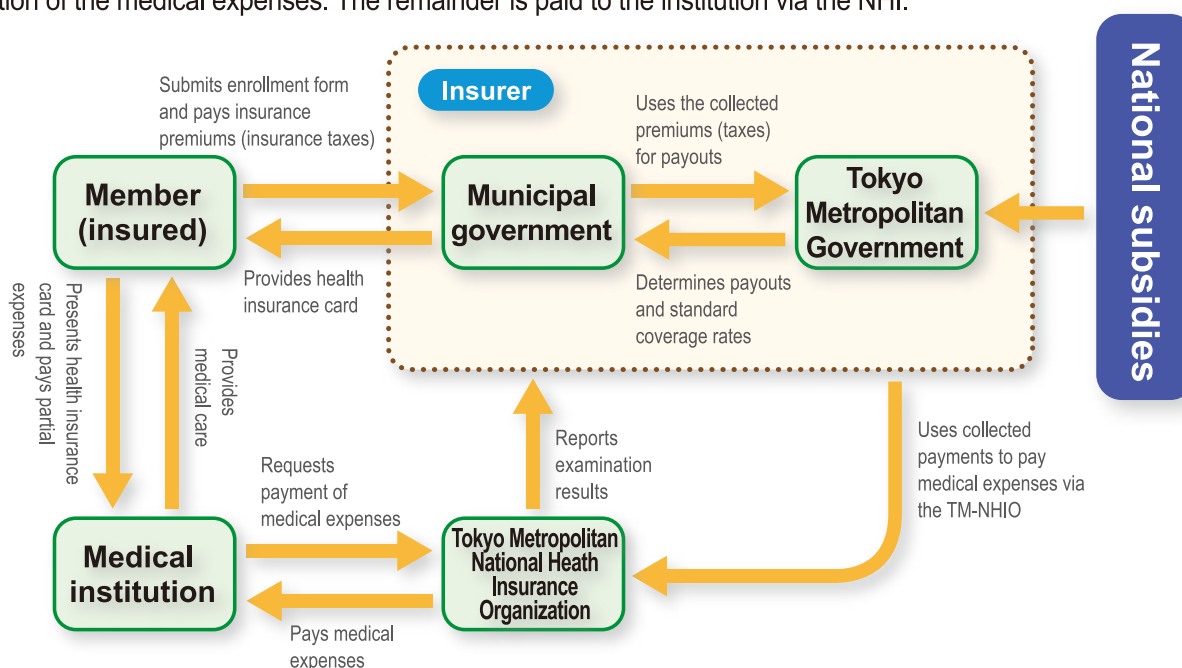 tion of the medical expenses. The remainder is paid to the institution via the NHI.
Submits enrollment form
and pays insurance
premiums (insurance taxes)
Insurer
Uses the collected
premiums (taxes)
for payouts
National subsidies
Member
(insured)
Municipal
government
Tokyo
Metropolitan
Government
Provides health
insurance card
Determines payouts
and standard
coverage rates
Presents health insurance
card and pays partial
expenses
Provides
medical care
Requests
payment of
medical expenses
Reports
examination
results
Uses collected
payments to pay
medical expenses via
the TM-NHIO
Medical
institution
Tokyo Metropolitan
National Heath
Insurance
Organization
Pays medical
expenses